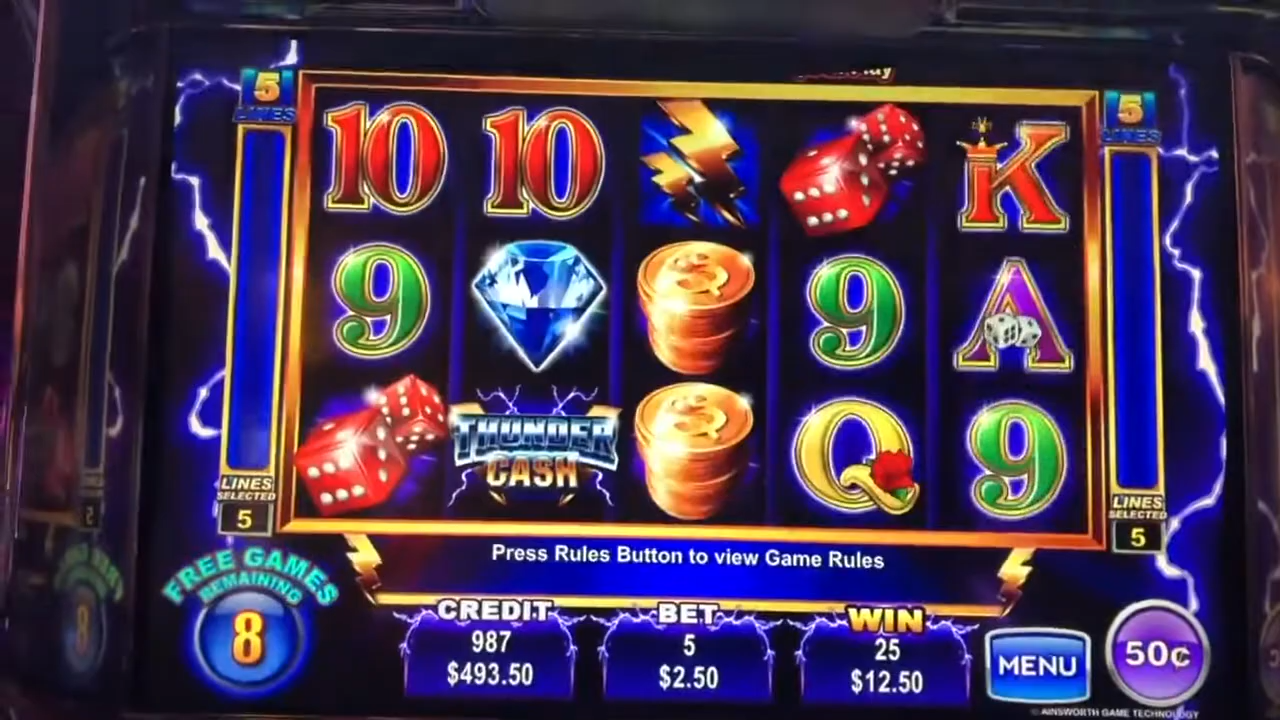 5
LINES
5
LINES
10
10
K
9
9
A
THUNDER
CASH
Q
9
LINES
SELECTED
5
LINES
SELECTED
5
Press Rules Button to view Game Rules
FREE GAMES
REMAINING
8
CREDIT
987
$493.50
BET
5
$2.50
WIN
25
$12.50
MENU
50¢
© AINSWORTH GAME TECHNOLOGY